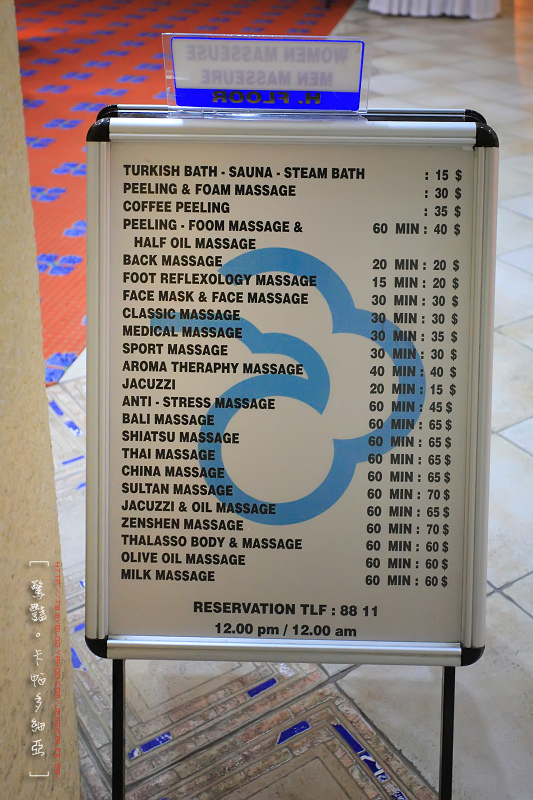 WOMEN MASSEUSE
MEN MASSEURE
H. FLOOR
TURKISH BATH - SAUNA - STEAM BATH : 15 $
PEELING & FOAM MASSAGE : 30 $
COFFEE PEELING : 35 $
PEELING - FOOM MASSAGE & 60 MIN : 40 $
HALF OIL MASSAGE
BACK MASSAGE 20 MIN : 20 $
FOOT REFLEXOLOGY MASSAGE 15 MIN : 20 $
FACE MASK & FACE MASSAGE 30 MIN : 30 $
CLASSIC MASSAGE 30 MIN : 30 $
MEDICAL MASSAGE 30 MIN : 35 $
SPORT MASSAGE 30 MIN : 30 $
AROMA THERAPHY MASSAGE 40 MIN : 40 $
JACUZZI 20 MIN : 15 $
ANTI - STRESS MASSAGE 60 MIN : 45 $
BALI MASSAGE 60 MIN : 65 $
SHIATSU MASSAGE 60 MIN : 65 $
THAI MASSAGE 60 MIN : 65 $
CHINA MASSAGE 60 MIN : 65 $
SULTAN MASSAGE 60 MIN : 70 $
JACUZZI & OIL MASSAGE 60 MIN : 65 $
ZENSHEN MASSAGE 60 MIN : 70 $
THALASSO BODY & MASSAGE 60 MIN : 60 $
OLIVE OIL MASSAGE 60 MIN : 60 $
MILK MASSAGE 60 MIN : 60 $
RESERVATION TLF : 88 11
12.00 pm / 12.00 am
[ 驚豔。卡帕多細亞 ]